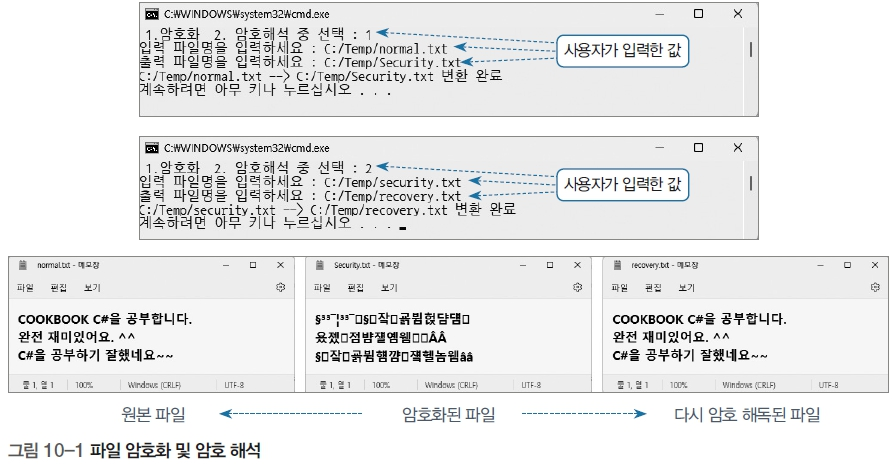 C:\WINDOWS\system32\cmd.exe
1.암호화 2. 암호해석 중 선택 : 1
입력 파일명을 입력하세요 : C:/Temp/normal.txt
출력 파일명을 입력하세요 : C:/Temp/Security.txt
C:/Temp/normal.txt --> C:/Temp/Security.txt 변환 완료
계속하려면 아무 키나 누르십시오 . . .
사용자가 입력한 값
C:\WINDOWS\system32\cmd.exe
1.암호화 2. 암호해석 중 선택 : 2
입력 파일명을 입력하세요 : C:/Temp/security.txt
출력 파일명을 입력하세요 : C:/Temp/recovery.txt
C:/Temp/security.txt --> C:/Temp/recovery.txt 변환 완료
계속하려면 아무 키나 누르십시오 . . .
사용자가 입력한 값
normal.txt - 메모장
파일 편집 보기
COOKBOOK C#을 공부합니다.
완전 재미있어요. ^^
C#을 공부하기 잘했네요~~
줄 1, 열 1 100% Windows (CRLF) UTF-8
Security.txt - 메모장
파일 편집 보기
줄 1, 열 1 100% Windows (CRLF) UTF-8
recovery.txt - 메모장
파일 편집 보기
COOKBOOK C#을 공부합니다.
완전 재미있어요. ^^
C#을 공부하기 잘했네요~~
줄 1, 열 1 100% Windows (CRLF) UTF-8
원본 파일
암호화된 파일
다시 암호 해독된 파일
그림 10-1 파일 암호화 및 암호 해석